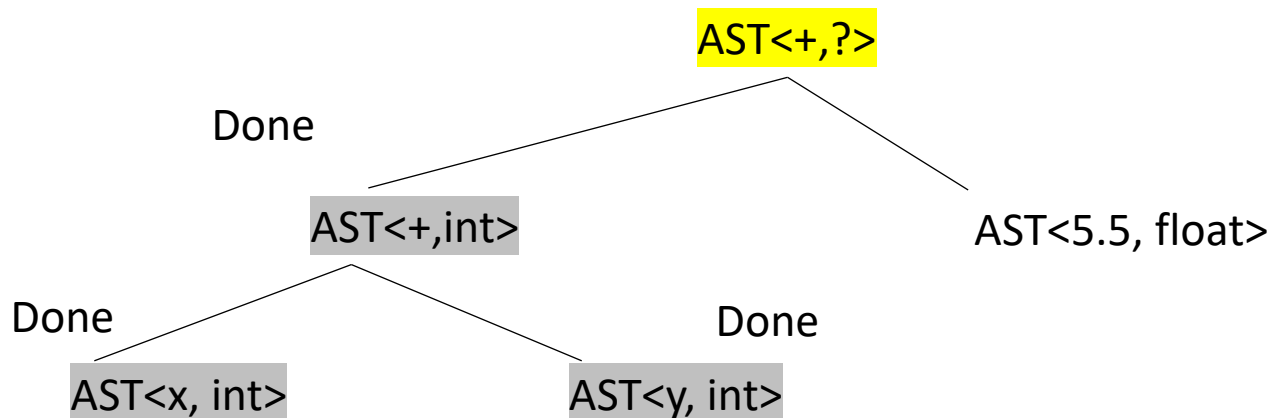 AST<+,?>
Done
AST<+,int>
AST<5.5, float>
Done
Done
AST<x, int>
AST<y, int>